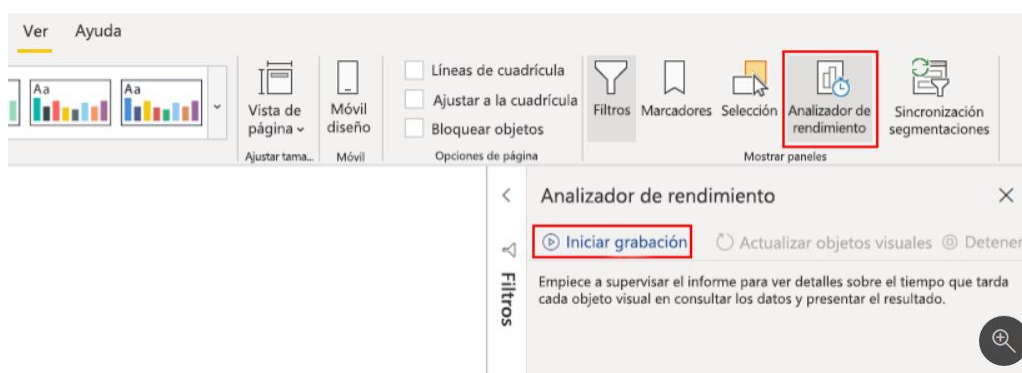 Ver Ayuda
Aa
Aa
Vista de
página
Ajustar tama...
Móvil
diseño
Móvil
Líneas de cuadrícula
Ajustar a la cuadrícula
Bloquear objetos
Opciones de página
Filtros
Marcadores
Selección
Analizador de
rendimiento
Sincronización
segmentaciones
Mostrar paneles
Analizador de rendimiento
Iniciar grabación
Actualizar objetos visuales
Detener
Filtros
Empiece a supervisar el informe para ver detalles sobre el tiempo que tarda
cada objeto visual en consultar los datos y presentar el resultado.